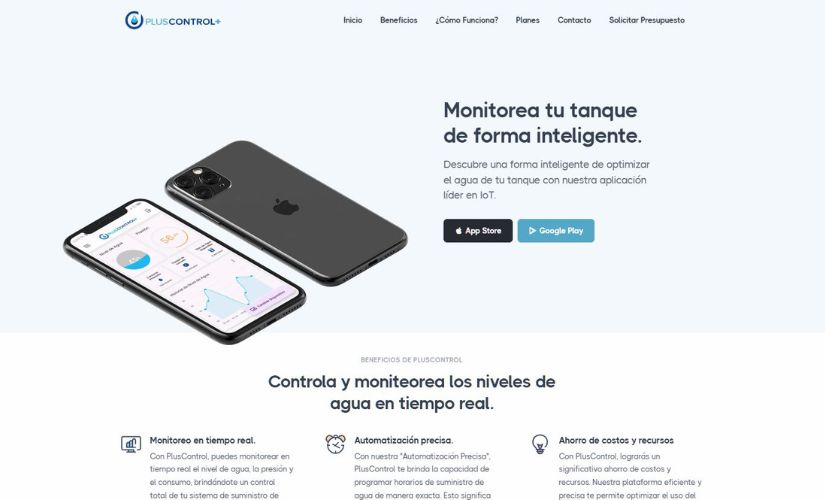 PLUSCONTROL+
Inicio Beneficios ¿Cómo Funciona? Planes Contacto Solicitar Presupuesto
Monitorea tu tanque
de forma inteligente.
Descubre una forma inteligente de optimizar
el agua de tu tanque con nuestra aplicación
líder en IoT.
App Store Google Play
PLUSCONTROL+
Nivel de Agua
Presión
BENEFICIOS DE PLUSCONTROL
Controla y moniteorea los niveles de
agua en tiempo real.
Monitoreo en tiempo real.
Con PlusControl, puedes monitorear en
tiempo real el nivel de agua, la presión y
el consumo, brindándote un control
total de tu sistema de suministro de
Automatización precisa.
Con nuestra "Automatización Precisa",
PlusControl te brinda la capacidad de
programar horarios de suministro de
agua de manera exacta. Esto significa
Ahorro de costos y recursos
Con PlusControl, lograrás un
significativo ahorro de costos y
recursos. Nuestra plataforma eficiente y
precisa te permite optimizar el uso del